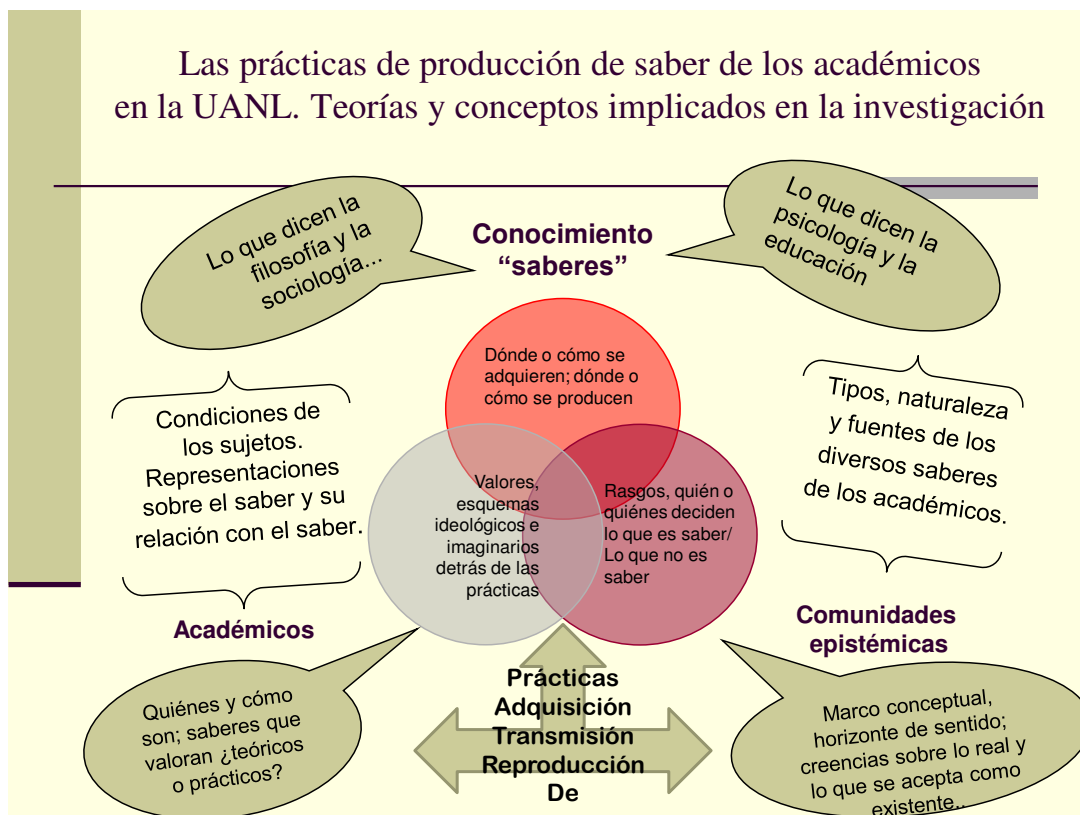 Las prácticas de producción de saber de los académicos
en la UANL. Teorías y conceptos implicados en la investigación
Lo que dicen la
filosofía y la
sociología...
Conocimiento
“saberes”
Lo que dicen la
psicología y la
educación
Dónde o cómo se
adquieren; dónde o
cómo se producen
Condiciones de
los sujetos.
Representaciones
sobre el saber y su
relación con el saber.
Valores,
esquemas
ideológicos e
imaginarios
detrás de las
prácticas
Rasgos, quién o
quiénes deciden
lo que es saber/
Lo que no es
saber
Tipos, naturaleza
y fuentes de los
diversos saberes
de los académicos.
Académicos
Comunidades
epistémicas
Quiénes y cómo
son; saberes que
valoran ¿teóricos
o prácticos?
Prácticas
Adquisición
Transmisión
Reproducción
De
Marco conceptual,
horizonte de sentido;
creencias sobre lo real y
lo que se acepta como
existente..